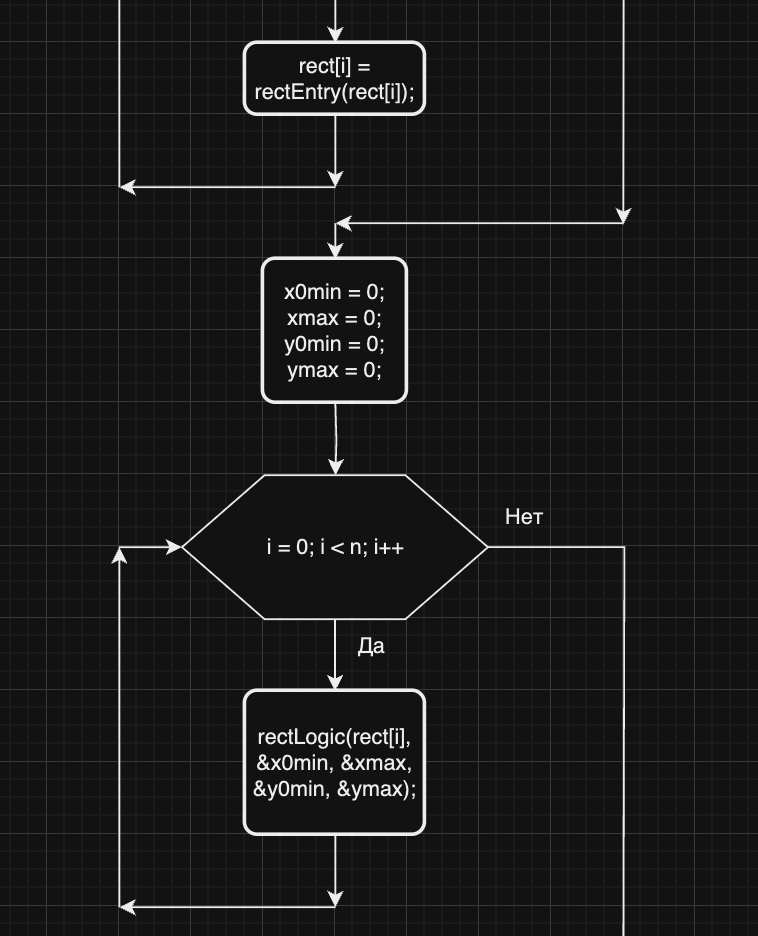 rect[i] =
rectEntry(rect[i]);
x0min = 0;
xmax = 0;
y0min = 0;
ymax = 0;
Нет
i = 0; i < n; i++
Да
rectLogic(rect[i],
&x0min, &xmax,
&y0min, &ymax);